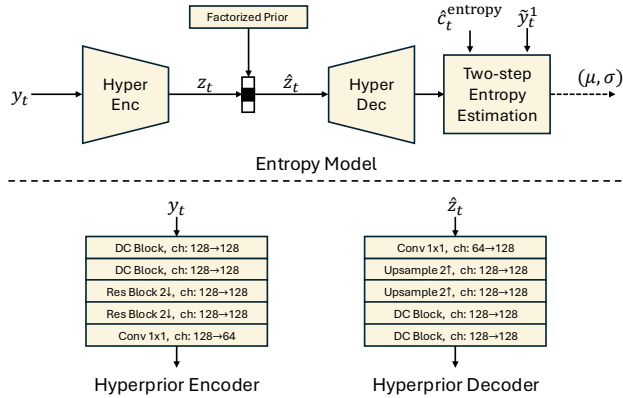 Factorized Prior
ĉ_t^entropy
ỹ_t^1
y_t
Hyper
Enc
z_t
ẑ_t
Hyper
Dec
Two-step
Entropy
Estimation
(μ, σ)
Entropy Model
y_t
DC Block, ch: 128→128
DC Block, ch: 128→128
Res Block 2↓, ch: 128→128
Res Block 2↓, ch: 128→128
Conv 1x1, ch: 128→64
Hyperprior Encoder
ẑ_t
Conv 1x1, ch: 64→128
Upsample 2↑, ch: 128→128
Upsample 2↑, ch: 128→128
DC Block, ch: 128→128
DC Block, ch: 128→128
Hyperprior Decoder